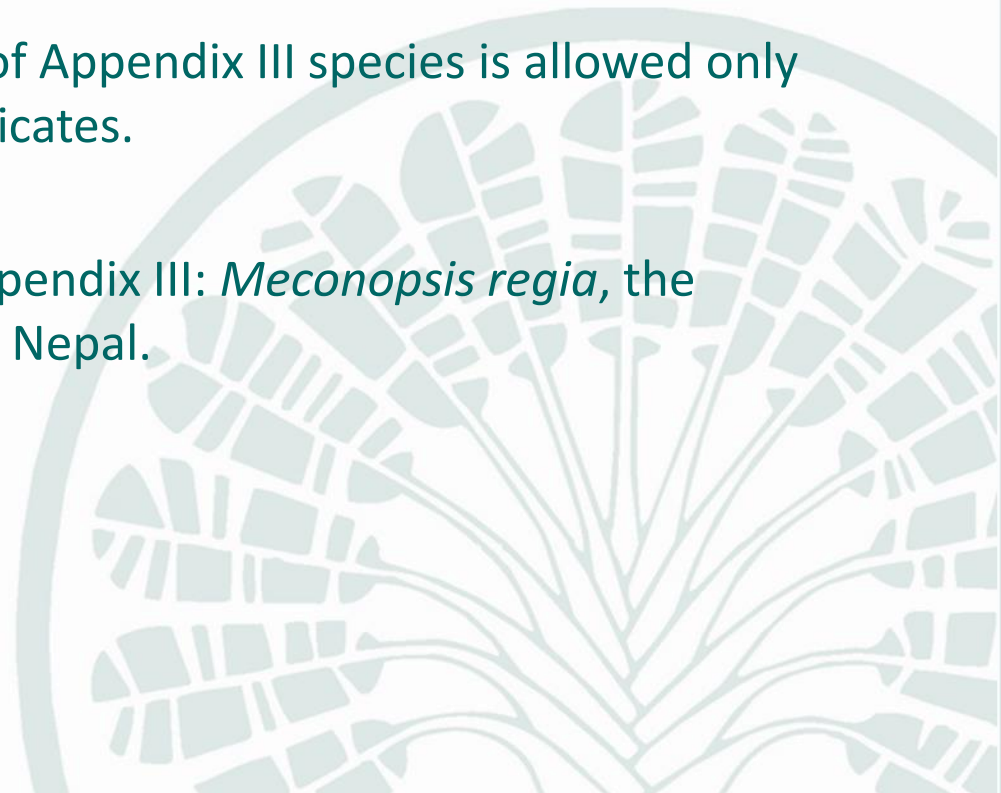 of Appendix III species is allowed only
icates.
pendix III: Meconopsis regia, the
Nepal.